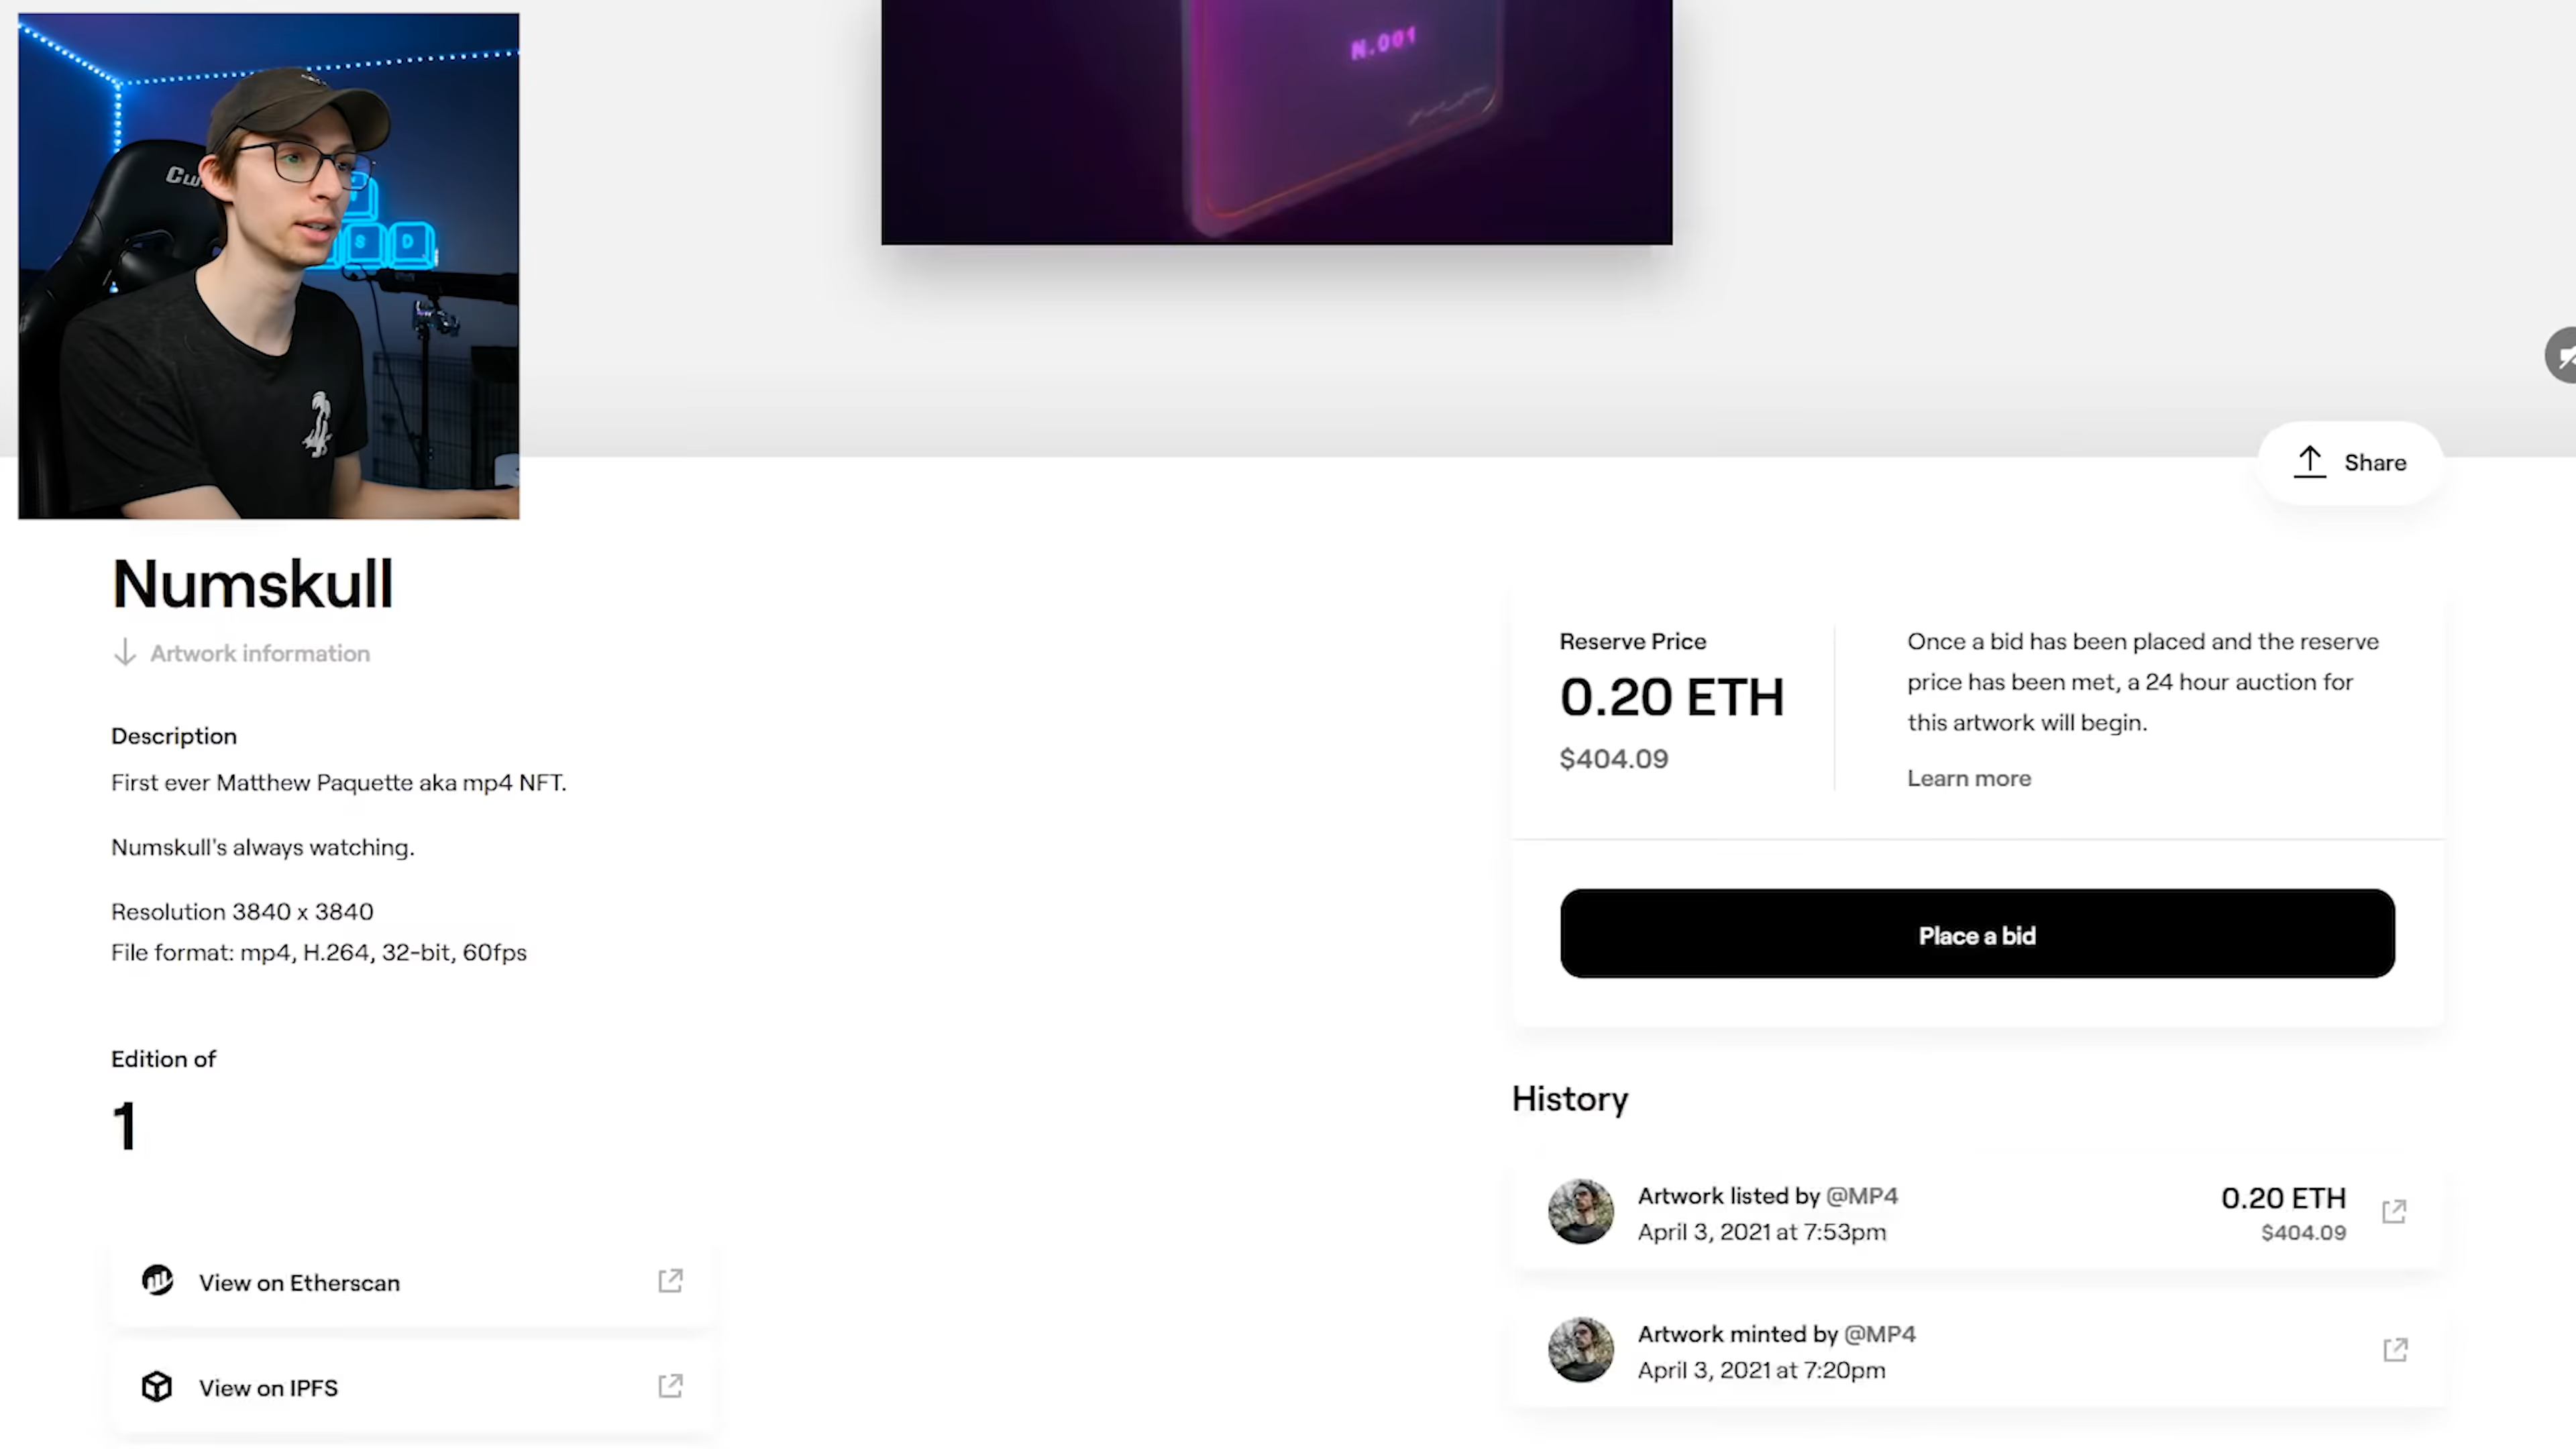 N.001
S D
Share
Numskull
Artwork information
Description
First ever Matthew Paquette aka mp4 NFT.
Numskull's always watching.
Resolution 3840 x 3840
File format: mp4, H.264, 32-bit, 60fps
Edition of
1
View on Etherscan
View on IPFS
Reserve Price
0.20 ETH
$404.09
Once a bid has been placed and the reserve
price has been met, a 24 hour auction for
this artwork will begin.
Learn more
Place a bid
History
Artwork listed by @MP4
April 3, 2021 at 7:53pm
0.20 ETH
$404.09
Artwork minted by @MP4
April 3, 2021 at 7:20pm